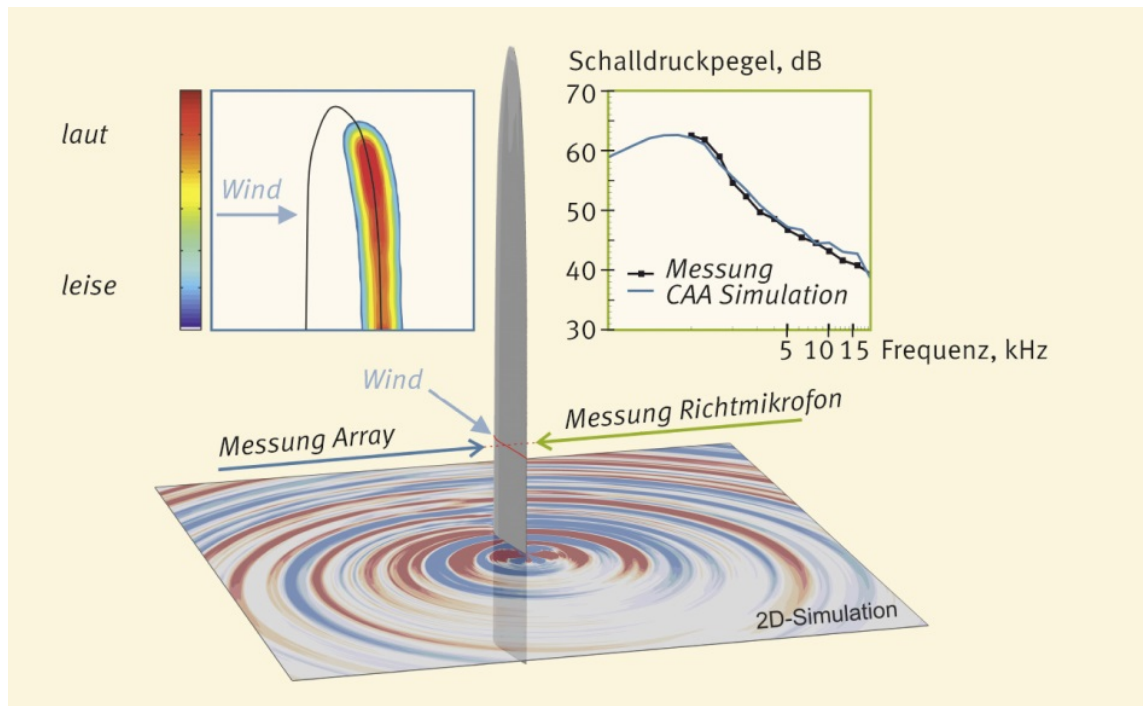 laut
leise
Wind
Schalldruckpegel, dB
70
60
50
40
30
Messung
CAA Simulation
5 10 15 Frequenz, kHz
Wind
Messung Array
Messung Richtmikrofon
2D-Simulation